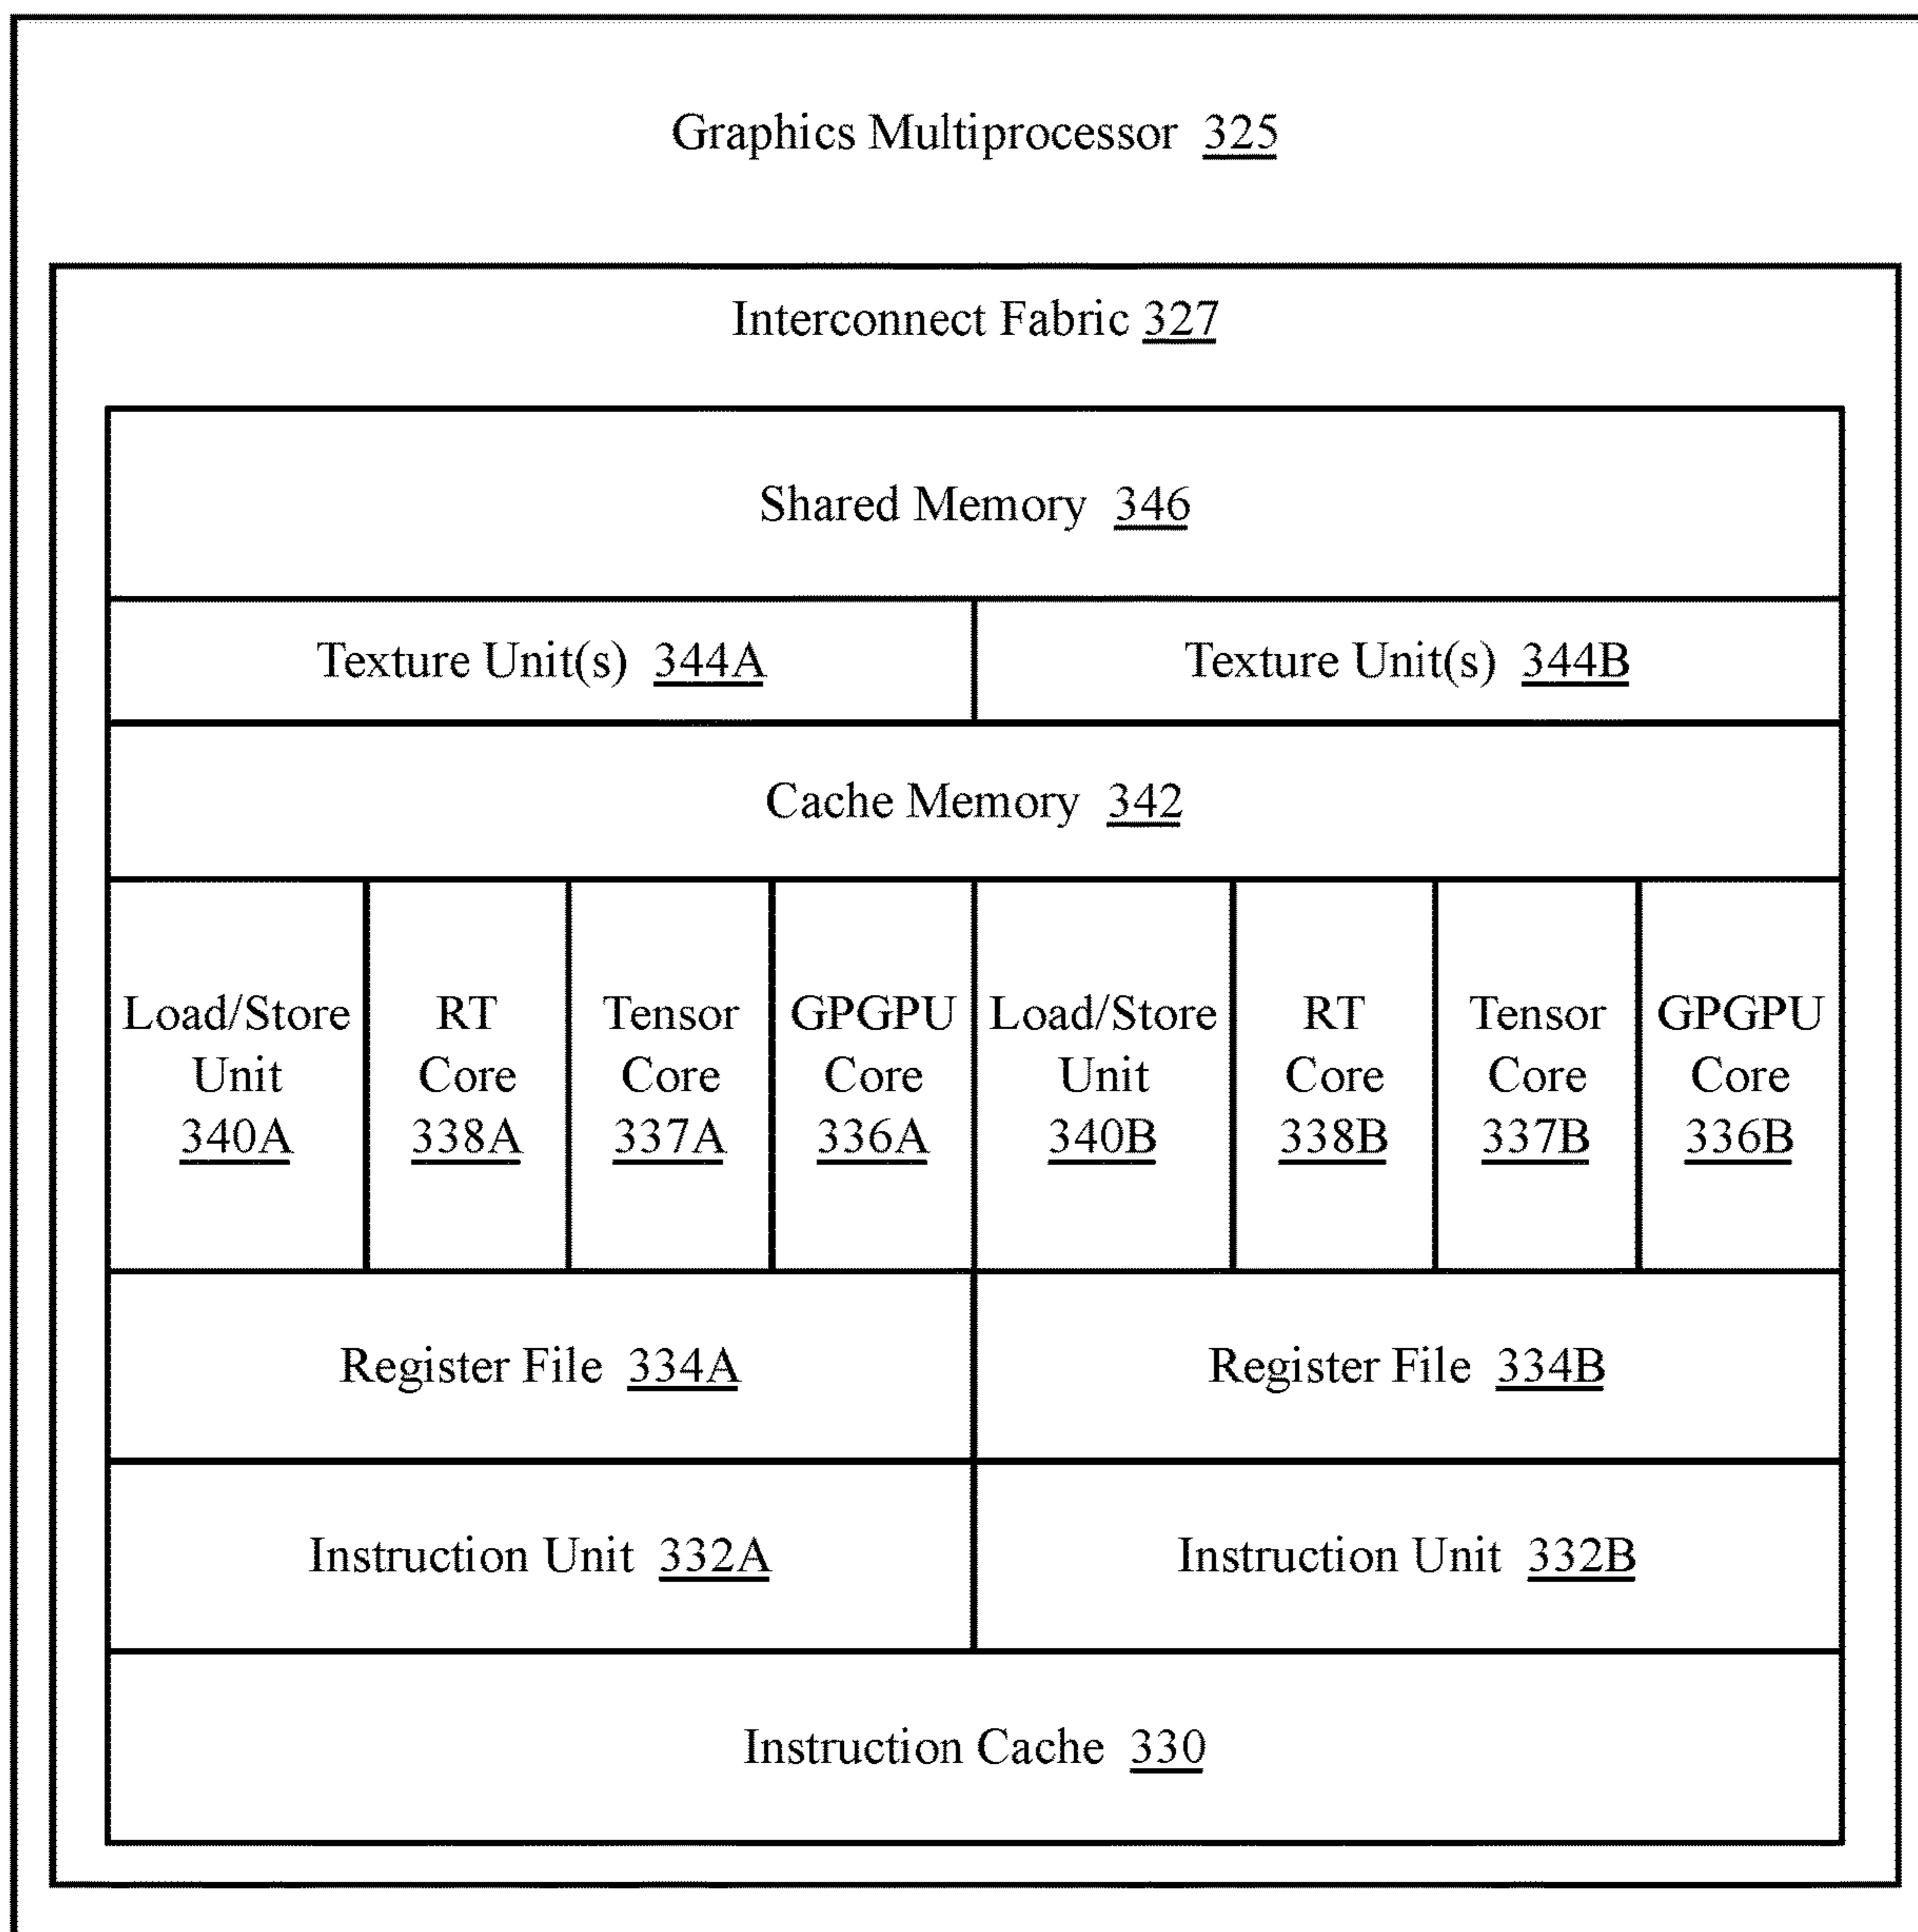 Graphics Multiprocessor 325
Interconnect Fabric 327
Shared Memory 346
Texture Unit(s) 344A
Texture Unit(s) 344B
Cache Memory 342
Load/Store
Unit
340A
RT
Core
338A
Tensor
Core
337A
GPGPU
Core
336A
Load/Store
Unit
340B
RT
Core
338B
Tensor
Core
337B
GPGPU
Core
336B
Register File 334A
Register File 334B
Instruction Unit 332A
Instruction Unit 332B
Instruction Cache 330